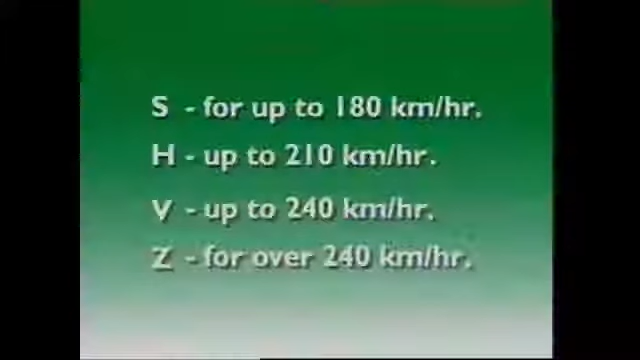 S - for up to 180 km/hr.
H - up to 210 km/hr.
V - up to 240 km/hr.
Z - for over 240 km/hr.